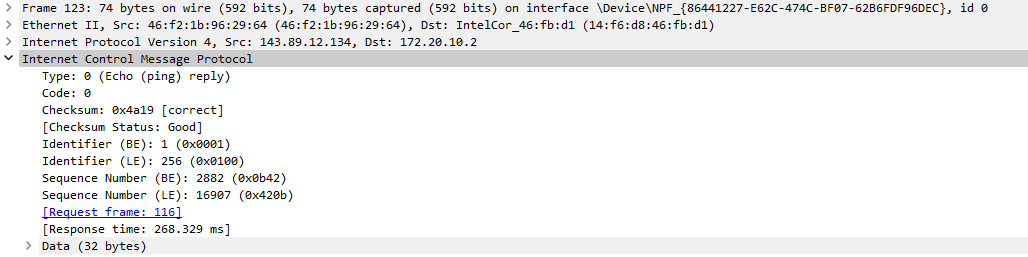 Frame 123: 74 bytes on wire (592 bits), 74 bytes captured (592 bits) on interface \Device\NPF_{86441227-E62C-474C-BF07-62B6FDF96DEC}, id 0
Ethernet II, Src: 46:f2:1b:96:29:64 (46:f2:1b:96:29:64), Dst: IntelCor_46:fb:d1 (14:f6:d8:46:fb:d1)
Internet Protocol Version 4, Src: 143.89.12.134, Dst: 172.20.10.2
Internet Control Message Protocol
Type: 0 (Echo (ping) reply)
Code: 0
Checksum: 0x4a19 [correct]
[Checksum Status: Good]
Identifier (BE): 1 (0x0001)
Identifier (LE): 256 (0x0100)
Sequence Number (BE): 2882 (0x0b42)
Sequence Number (LE): 16907 (0x420b)
[Request frame: 116]
[Response time: 268.329 ms]
Data (32 bytes)